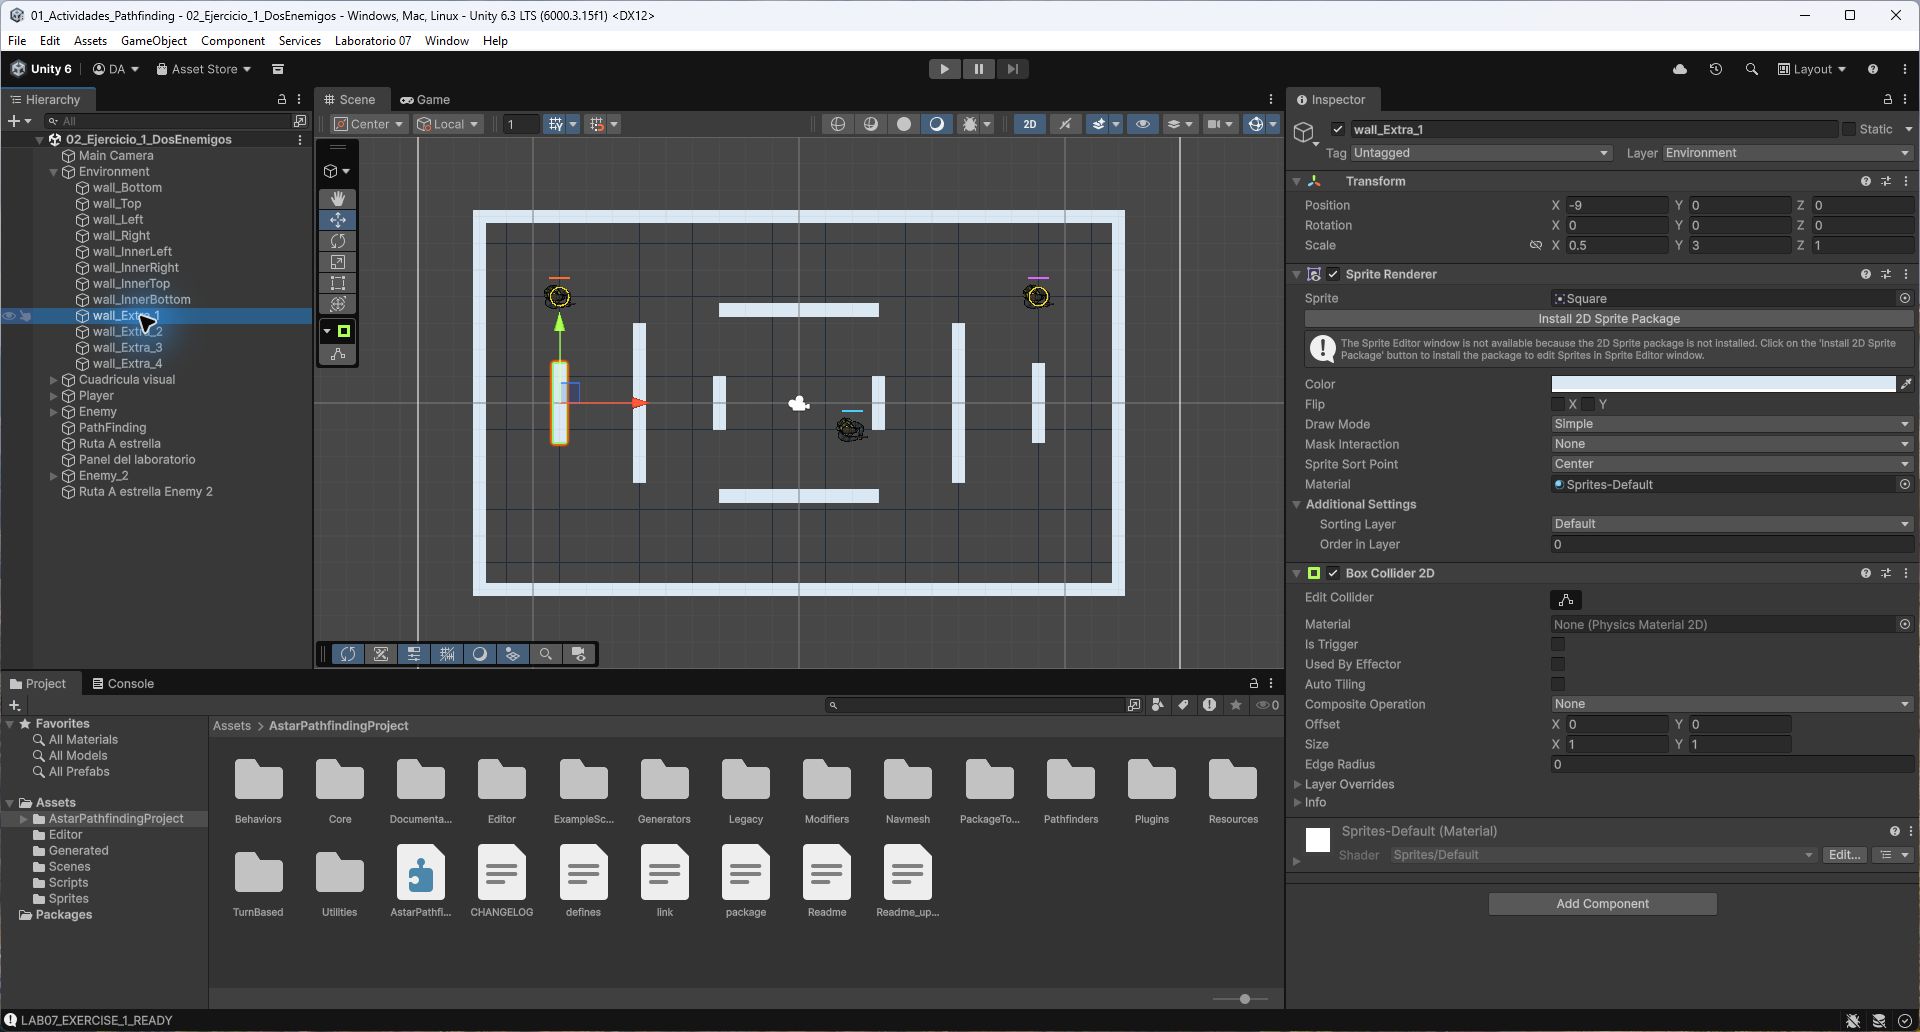 01_Actividades_Pathfinding - 02_Ejercicio_1_DosEnemigos - Windows, Mac, Linux - Unity 6.3 LTS (6000.3.15f1) <DX12>
File Edit Assets GameObject Component Services Laboratorio 07 Window Help
Unity 6 DA Asset Store Layout
Hierarchy
All
02_Ejercicio_1_DosEnemigos
Main Camera
Environment
wall_Bottom
wall_Top
wall_Left
wall_Right
wall_InnerLeft
wall_InnerRight
wall_InnerTop
wall_InnerBottom
wall_Extra_1
wall_Extra_2
wall_Extra_3
wall_Extra_4
Cuadricula visual
Player
Enemy
PathFinding
Ruta A estrella
Panel del laboratorio
Enemy_2
Ruta A estrella Enemy 2
Scene Game
Center Local 1 2D
Inspector
wall_Extra_1 Static
Tag Untagged Layer Environment
Transform
Position X -9 Y 0 Z 0
Rotation X 0 Y 0 Z 0
Scale X 0.5 Y 3 Z 1
Sprite Renderer
Sprite Square
Install 2D Sprite Package
The Sprite Editor window is not available because the 2D Sprite package is not installed. Click on the 'Install 2D Sprite
Package' button to install the package to edit Sprites in Sprite Editor window.
Color
Flip X Y
Draw Mode Simple
Mask Interaction None
Sprite Sort Point Center
Material Sprites-Default
Additional Settings
Sorting Layer Default
Order in Layer 0
Box Collider 2D
Edit Collider
Material None (Physics Material 2D)
Is Trigger
Used By Effector
Auto Tiling
Composite Operation None
Offset X 0 Y 0
Size X 1 Y 1
Edge Radius 0
Layer Overrides
Info
Sprites-Default (Material)
Shader Sprites/Default Edit...
Add Component
Project Console
0
Favorites
All Materials
All Models
All Prefabs
Assets
AstarPathfindingProject
Editor
Generated
Scenes
Scripts
Sprites
Packages
Assets > AstarPathfindingProject
Behaviors Core Documenta... Editor ExampleSc... Generators Legacy Modifiers Navmesh PackageTo... Pathfinders Plugins Resources
TurnBased Utilities AstarPathfi... CHANGELOG defines link package Readme Readme_up...
LAB07_EXERCISE_1_READY